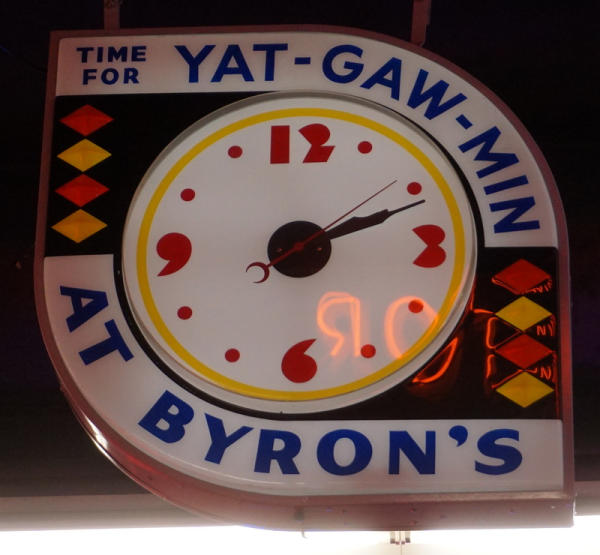 TIME
FOR
YAT-GAW-MIN
12
9
3
6
AT
BYRON'S